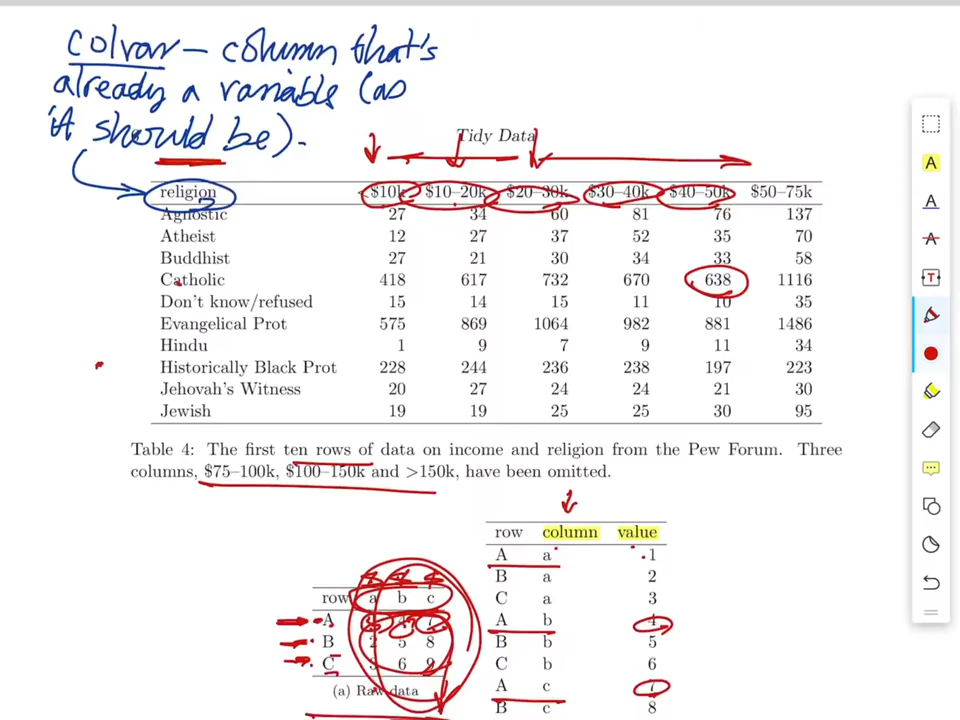 colvar – column that's
already a variable (as
it should be).
Tidy Data
religion <$10k $10–20k $20–30k $30–40k $40–50k $50–75k
Agnostic 27 34 60 81 76 137
Atheist 12 27 37 52 35 70
Buddhist 27 21 30 34 33 58
Catholic 418 617 732 670 638 1116
Don't know/refused 15 14 15 11 10 35
Evangelical Prot 575 869 1064 982 881 1486
Hindu 1 9 7 9 11 34
Historically Black Prot 228 244 236 238 197 223
Jehovah's Witness 20 27 24 24 21 30
Jewish 19 19 25 25 30 95
Table 4: The first ten rows of data on income and religion from the Pew Forum. Three
columns, $75–100k, $100–150k and >150k, have been omitted.
row a b c
A 7
B 2 5 8
C 3 6 9
(a) Raw data
row column value
A a 1
B a 2
C a 3
A b 4
B b 5
C b 6
A c 7
B c 8